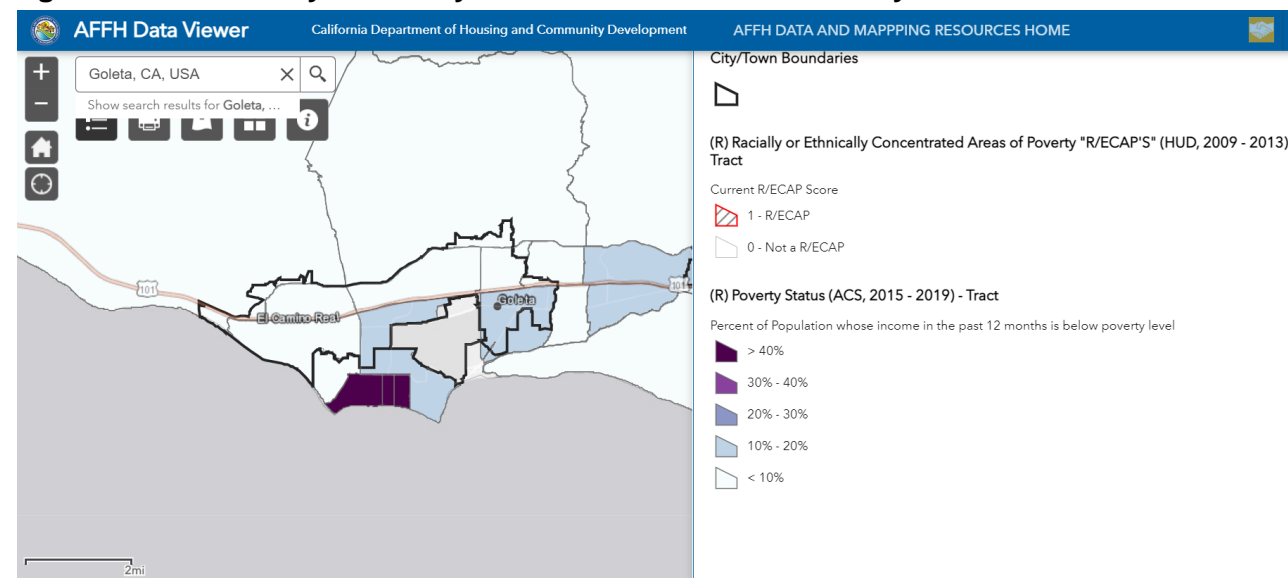 AFFH Data Viewer
California Department of Housing and Community Development
AFFH DATA AND MAPPPING RESOURCES HOME
Goleta, CA, USA
Show search results for Goleta, ...
101
101
Goleta
El Camino Real
2mi
City/Town Boundaries
(R) Racially or Ethnically Concentrated Areas of Poverty "R/ECAP'S" (HUD, 2009 - 2013)
Tract
Current R/ECAP Score
1 - R/ECAP
0 - Not a R/ECAP
(R) Poverty Status (ACS, 2015 - 2019) - Tract
Percent of Population whose income in the past 12 months is below poverty level
> 40%
30% - 40%
20% - 30%
10% - 20%
< 10%